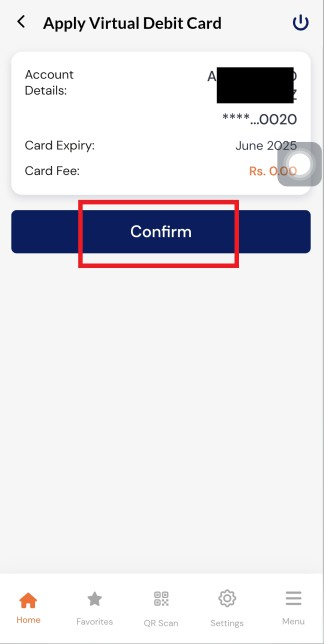 Apply Virtual Debit Card
Account
Details:
****...0020
Card Expiry: June 2025
Card Fee: Rs. 0.00
Confirm
Home Favorites QR Scan Settings Menu